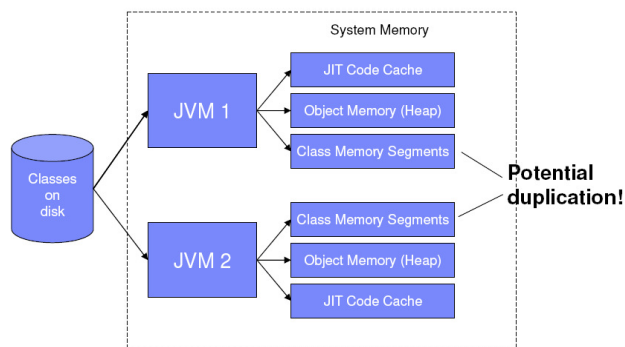 System Memory
JIT Code Cache
JVM 1
Object Memory (Heap)
Class Memory Segments
Classes
on
disk
Potential
duplication!
Class Memory Segments
JVM 2
Object Memory (Heap)
JIT Code Cache